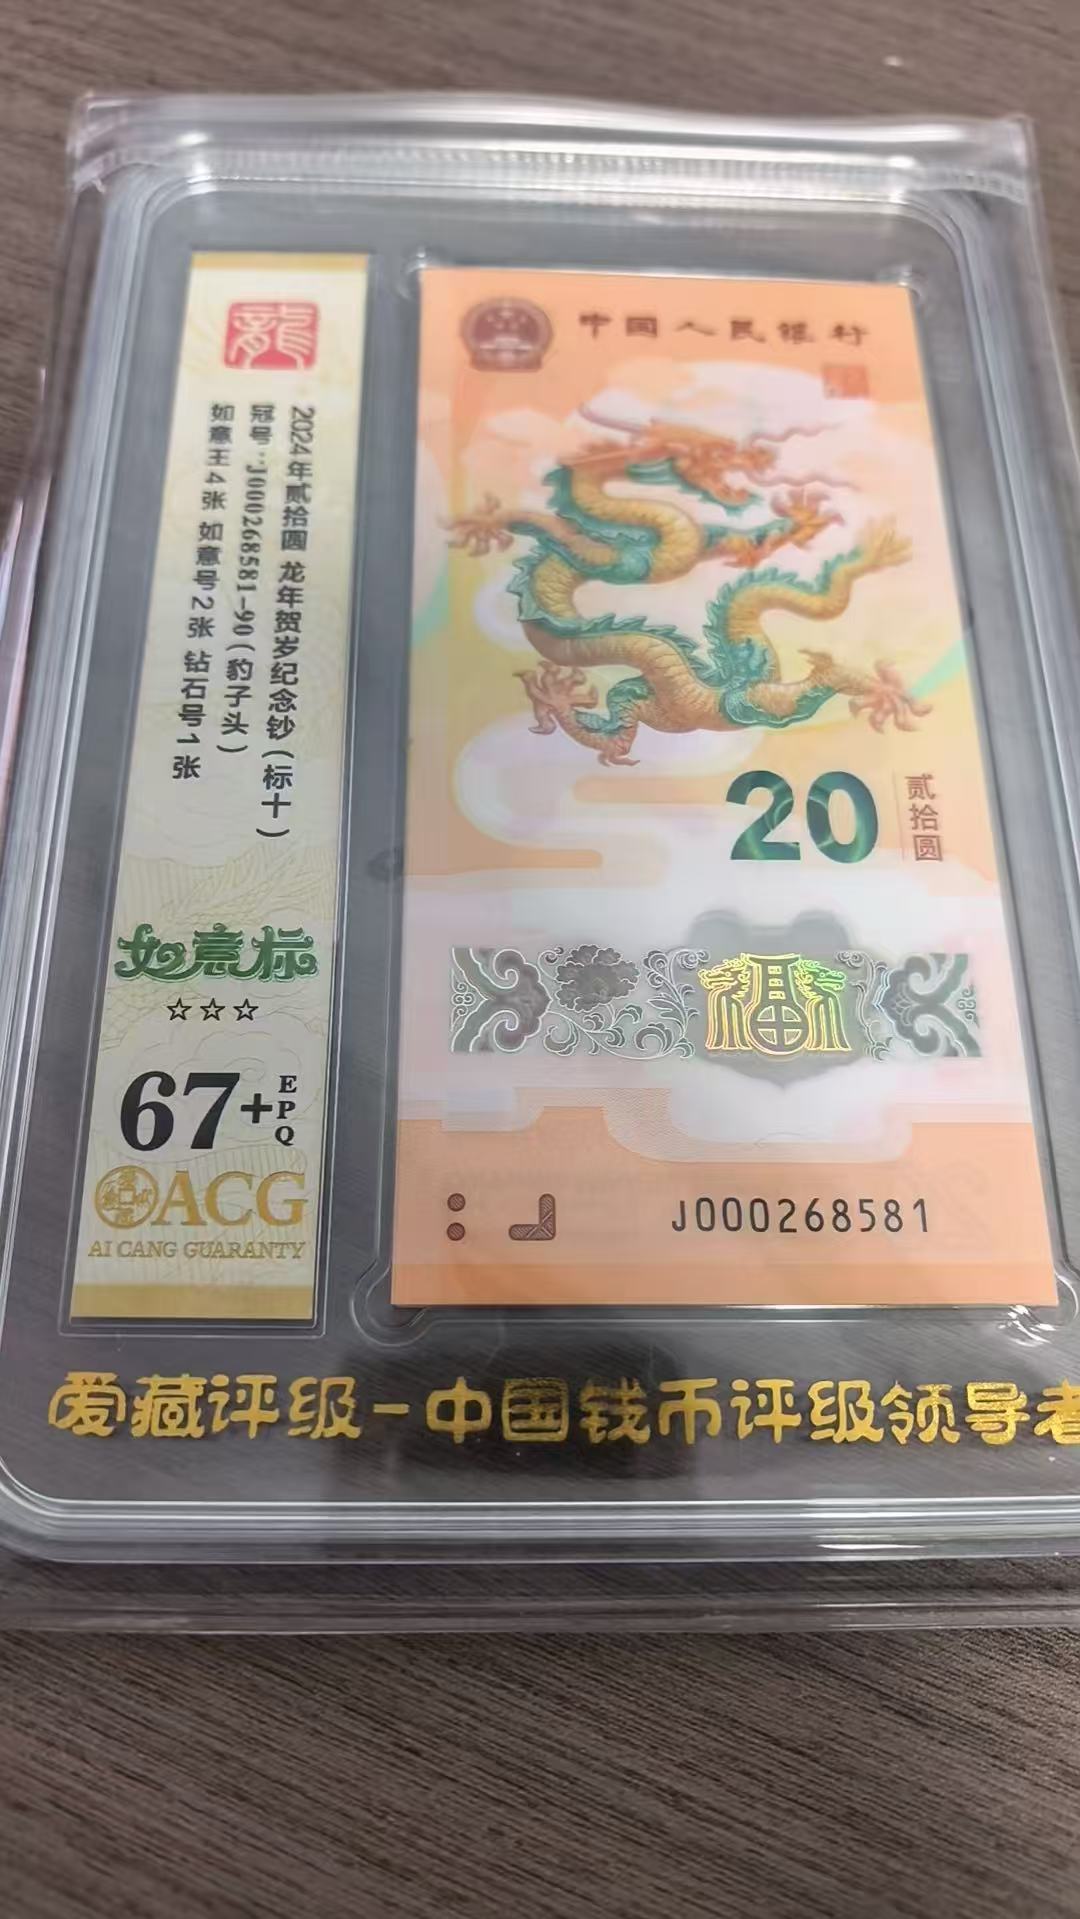 龍
2024年贰拾圆 龙年贺岁纪念钞(标十)
冠号:J000268581-90(豹子头)
如意王4张 如意号2张 钻石号1张
如意标
☆☆☆
67+EPQ
ACG
AI CANG GUARANTY
中国人民银行
20
贰拾圆
福
J000268581
爱藏评级-中国钱币评级领导者